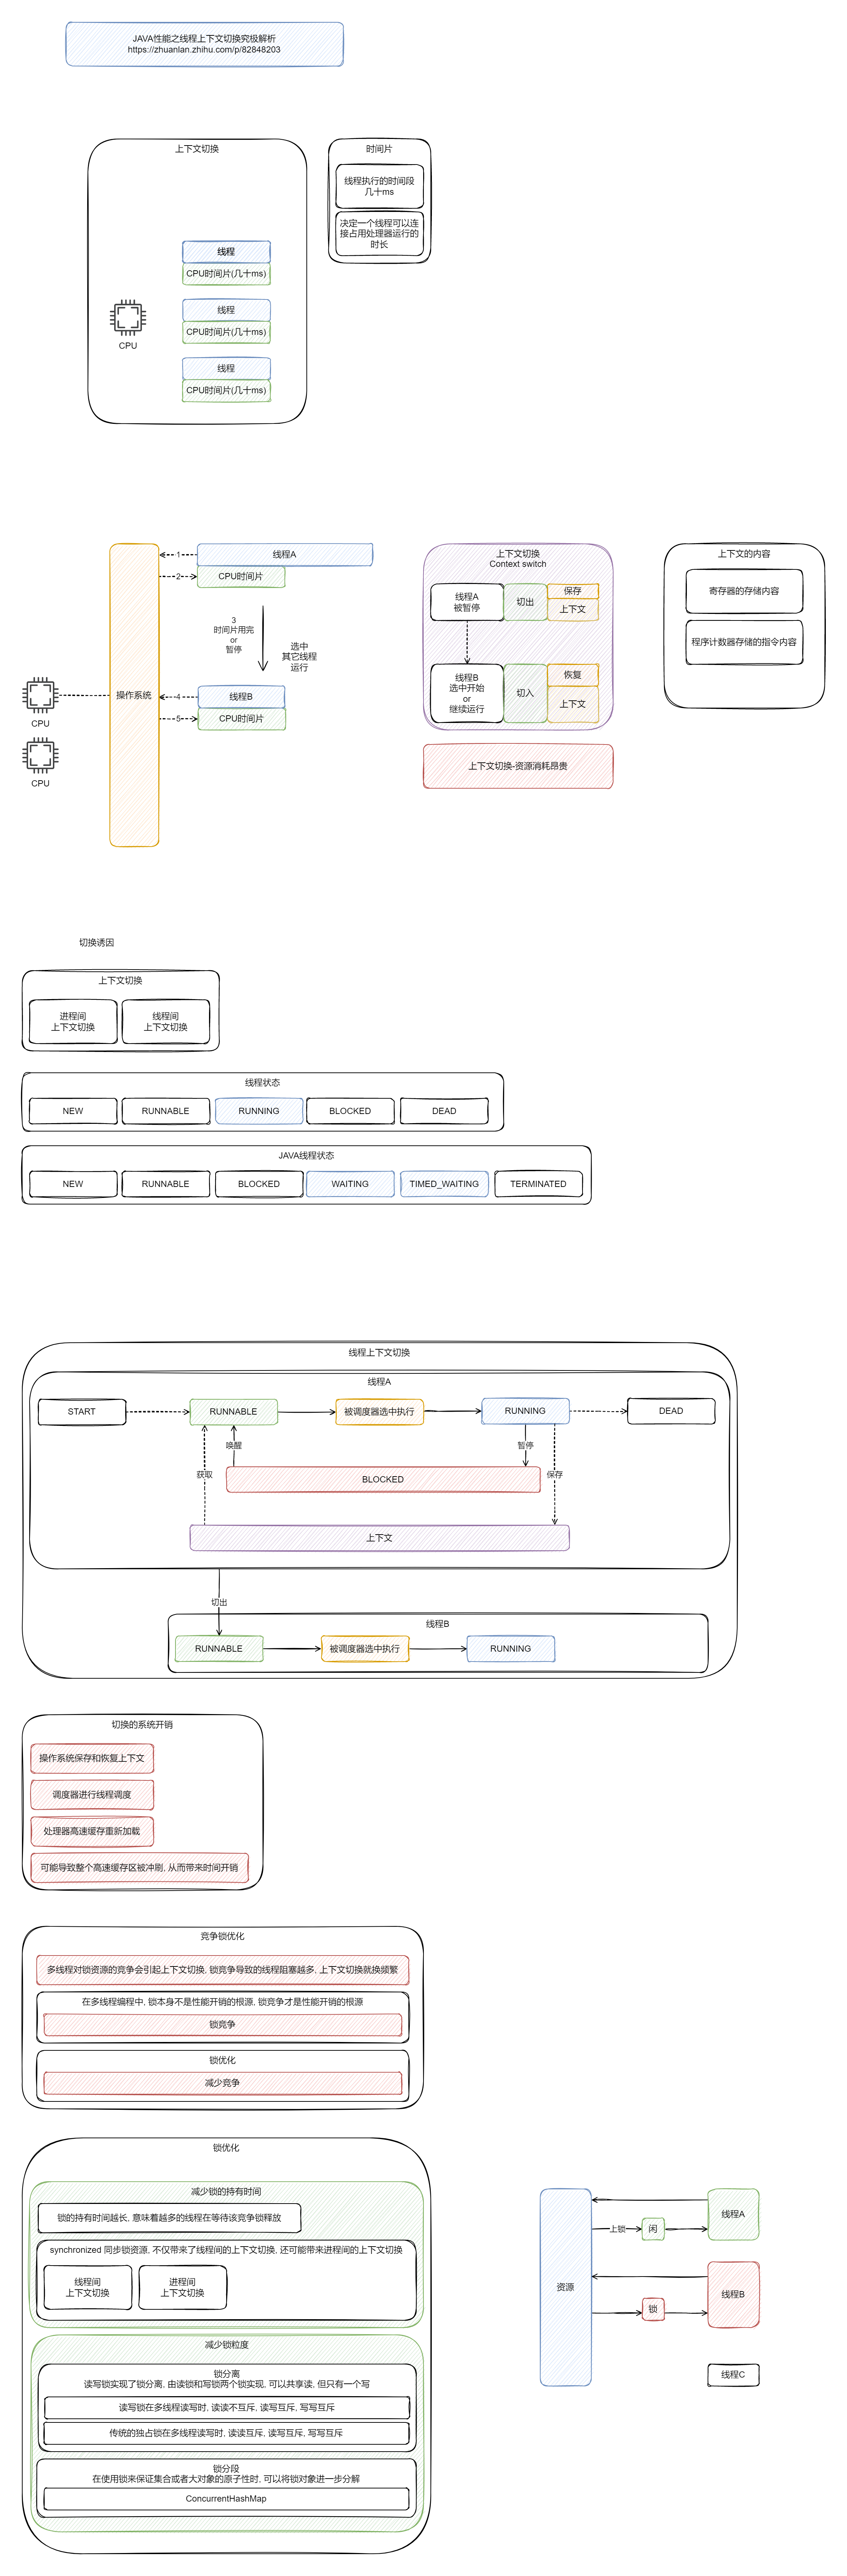 JAVA性能之线程上下文切换究极解析
https://zhuanlan.zhihu.com/p/82848203
上下文切换
线程
CPU时间片(几十ms)
线程
CPU时间片(几十ms)
CPU
线程
CPU时间片(几十ms)
时间片
线程执行的时间段
几十ms
决定一个线程可以连
接占用处理器运行的
时长
1
线程A
2
CPU时间片
3
时间片用完
or
暂停
选中
其它线程
运行
操作系统
4
线程B
5
CPU时间片
CPU
CPU
上下文切换
Context switch
线程A
被暂停
切出
保存
上下文
线程B
选中开始
or
继续运行
切入
恢复
上下文
上下文切换-资源消耗昂贵
上下文的内容
寄存器的存储内容
程序计数器存储的指令内容
切换诱因
上下文切换
进程间
上下文切换
线程间
上下文切换
线程状态
NEW
RUNNABLE
RUNNING
BLOCKED
DEAD
JAVA线程状态
NEW
RUNNABLE
BLOCKED
WAITING
TIMED_WAITING
TERMINATED
线程上下文切换
线程A
START
RUNNABLE
被调度器选中执行
RUNNING
DEAD
唤醒
暂停
获取
BLOCKED
保存
上下文
切出
线程B
RUNNABLE
被调度器选中执行
RUNNING
切换的系统开销
操作系统保存和恢复上下文
调度器进行线程调度
处理器高速缓存重新加载
可能导致整个高速缓存区被冲刷, 从而带来时间开销
竞争锁优化
多线程对锁资源的竞争会引起上下文切换, 锁竞争导致的线程阻塞越多, 上下文切换就换频繁
在多线程编程中, 锁本身不是性能开销的根源, 锁竞争才是性能开销的根源
锁竞争
锁优化
减少竞争
锁优化
减少锁的持有时间
锁的持有时间越长, 意味着越多的线程在等待该竞争锁释放
synchronized 同步锁资源, 不仅带来了线程间的上下文切换, 还可能带来进程间的上下文切换
线程间
上下文切换
进程间
上下文切换
减少锁粒度
锁分离
读写锁实现了锁分离, 由读锁和写锁两个锁实现, 可以共享读, 但只有一个写
读写锁在多线程读写时, 读读不互斥, 读写互斥, 写写互斥
传统的独占锁在多线程读写时, 读读互斥, 读写互斥, 写写互斥
锁分段
在使用锁来保证集合或者大对象的原子性时, 可以将锁对象进一步分解
ConcurrentHashMap
资源
上锁
闲
线程A
锁
线程B
线程C